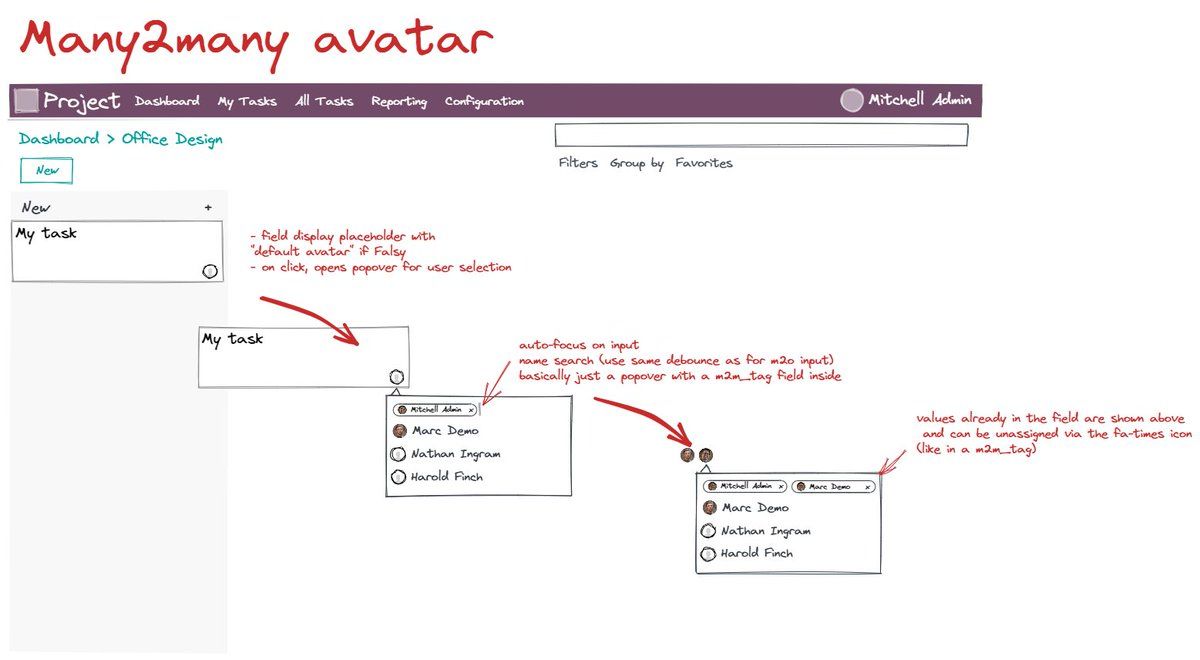 Many2many avatar
Project Dashboard My Tasks All Tasks Reporting Configuration Mitchell Admin
Dashboard > Office Design
New
Filters Group by Favorites
New +
My task
- field display placeholder with
"default avatar" if Falsy
- on click, opens popover for user selection
My task
auto-focus on input
name search (use same debounce as for m2o input)
basically just a popover with a m2m_tag field inside
Mitchell Admin x
Marc Demo
Nathan Ingram
Harold Finch
values already in the field are shown above
and can be unassigned via the fa-times icon
(like in a m2m_tag)
Mitchell Admin x Marc Demo x
Marc Demo
Nathan Ingram
Harold Finch